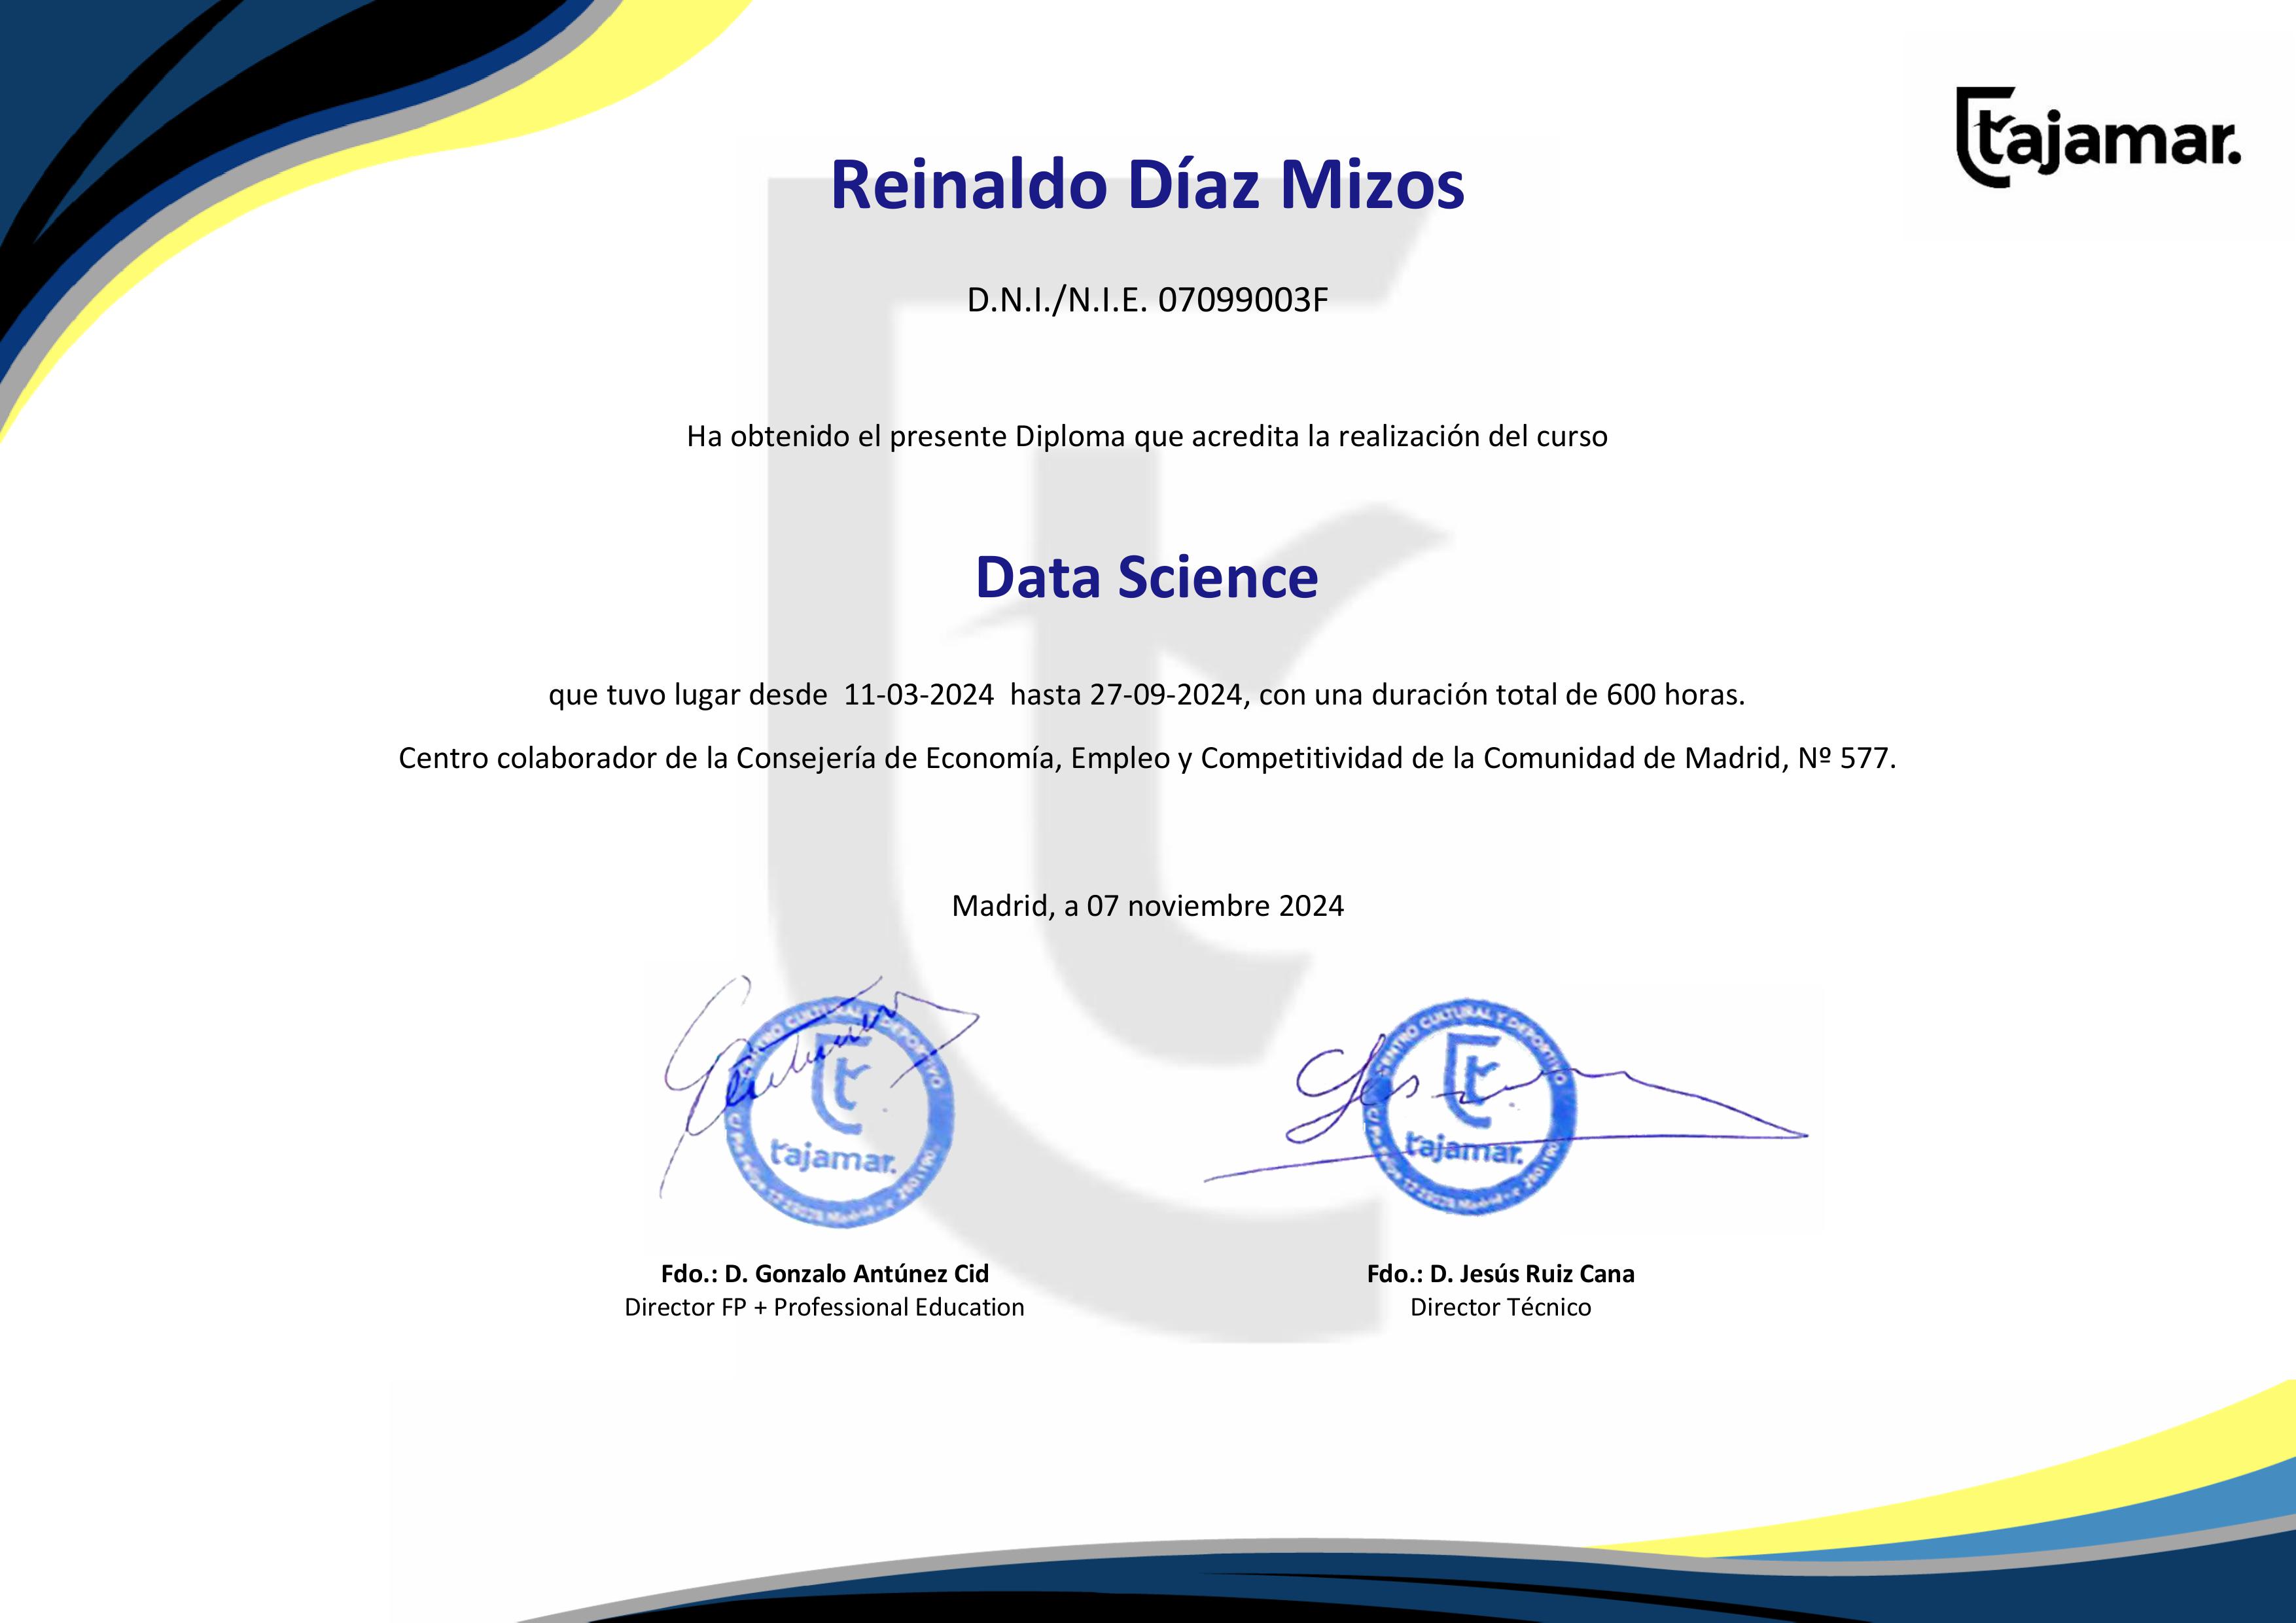 tajamar.
Reinaldo Díaz Mizos
D.N.I./N.I.E. 07099003F
Ha obtenido el presente Diploma que acredita la realización del curso
Data Science
que tuvo lugar desde 11-03-2024 hasta 27-09-2024, con una duración total de 600 horas.
Centro colaborador de la Consejería de Economía, Empleo y Competitividad de la Comunidad de Madrid, Nº 577.
Madrid, a 07 noviembre 2024
CENTRO CULTURAL Y DEPORTIVO
tajamar.
CENTRO CULTURAL Y DEPORTIVO
tajamar.
Fdo.: D. Gonzalo Antúnez Cid
Director FP + Professional Education
Fdo.: D. Jesús Ruiz Cana
Director Técnico